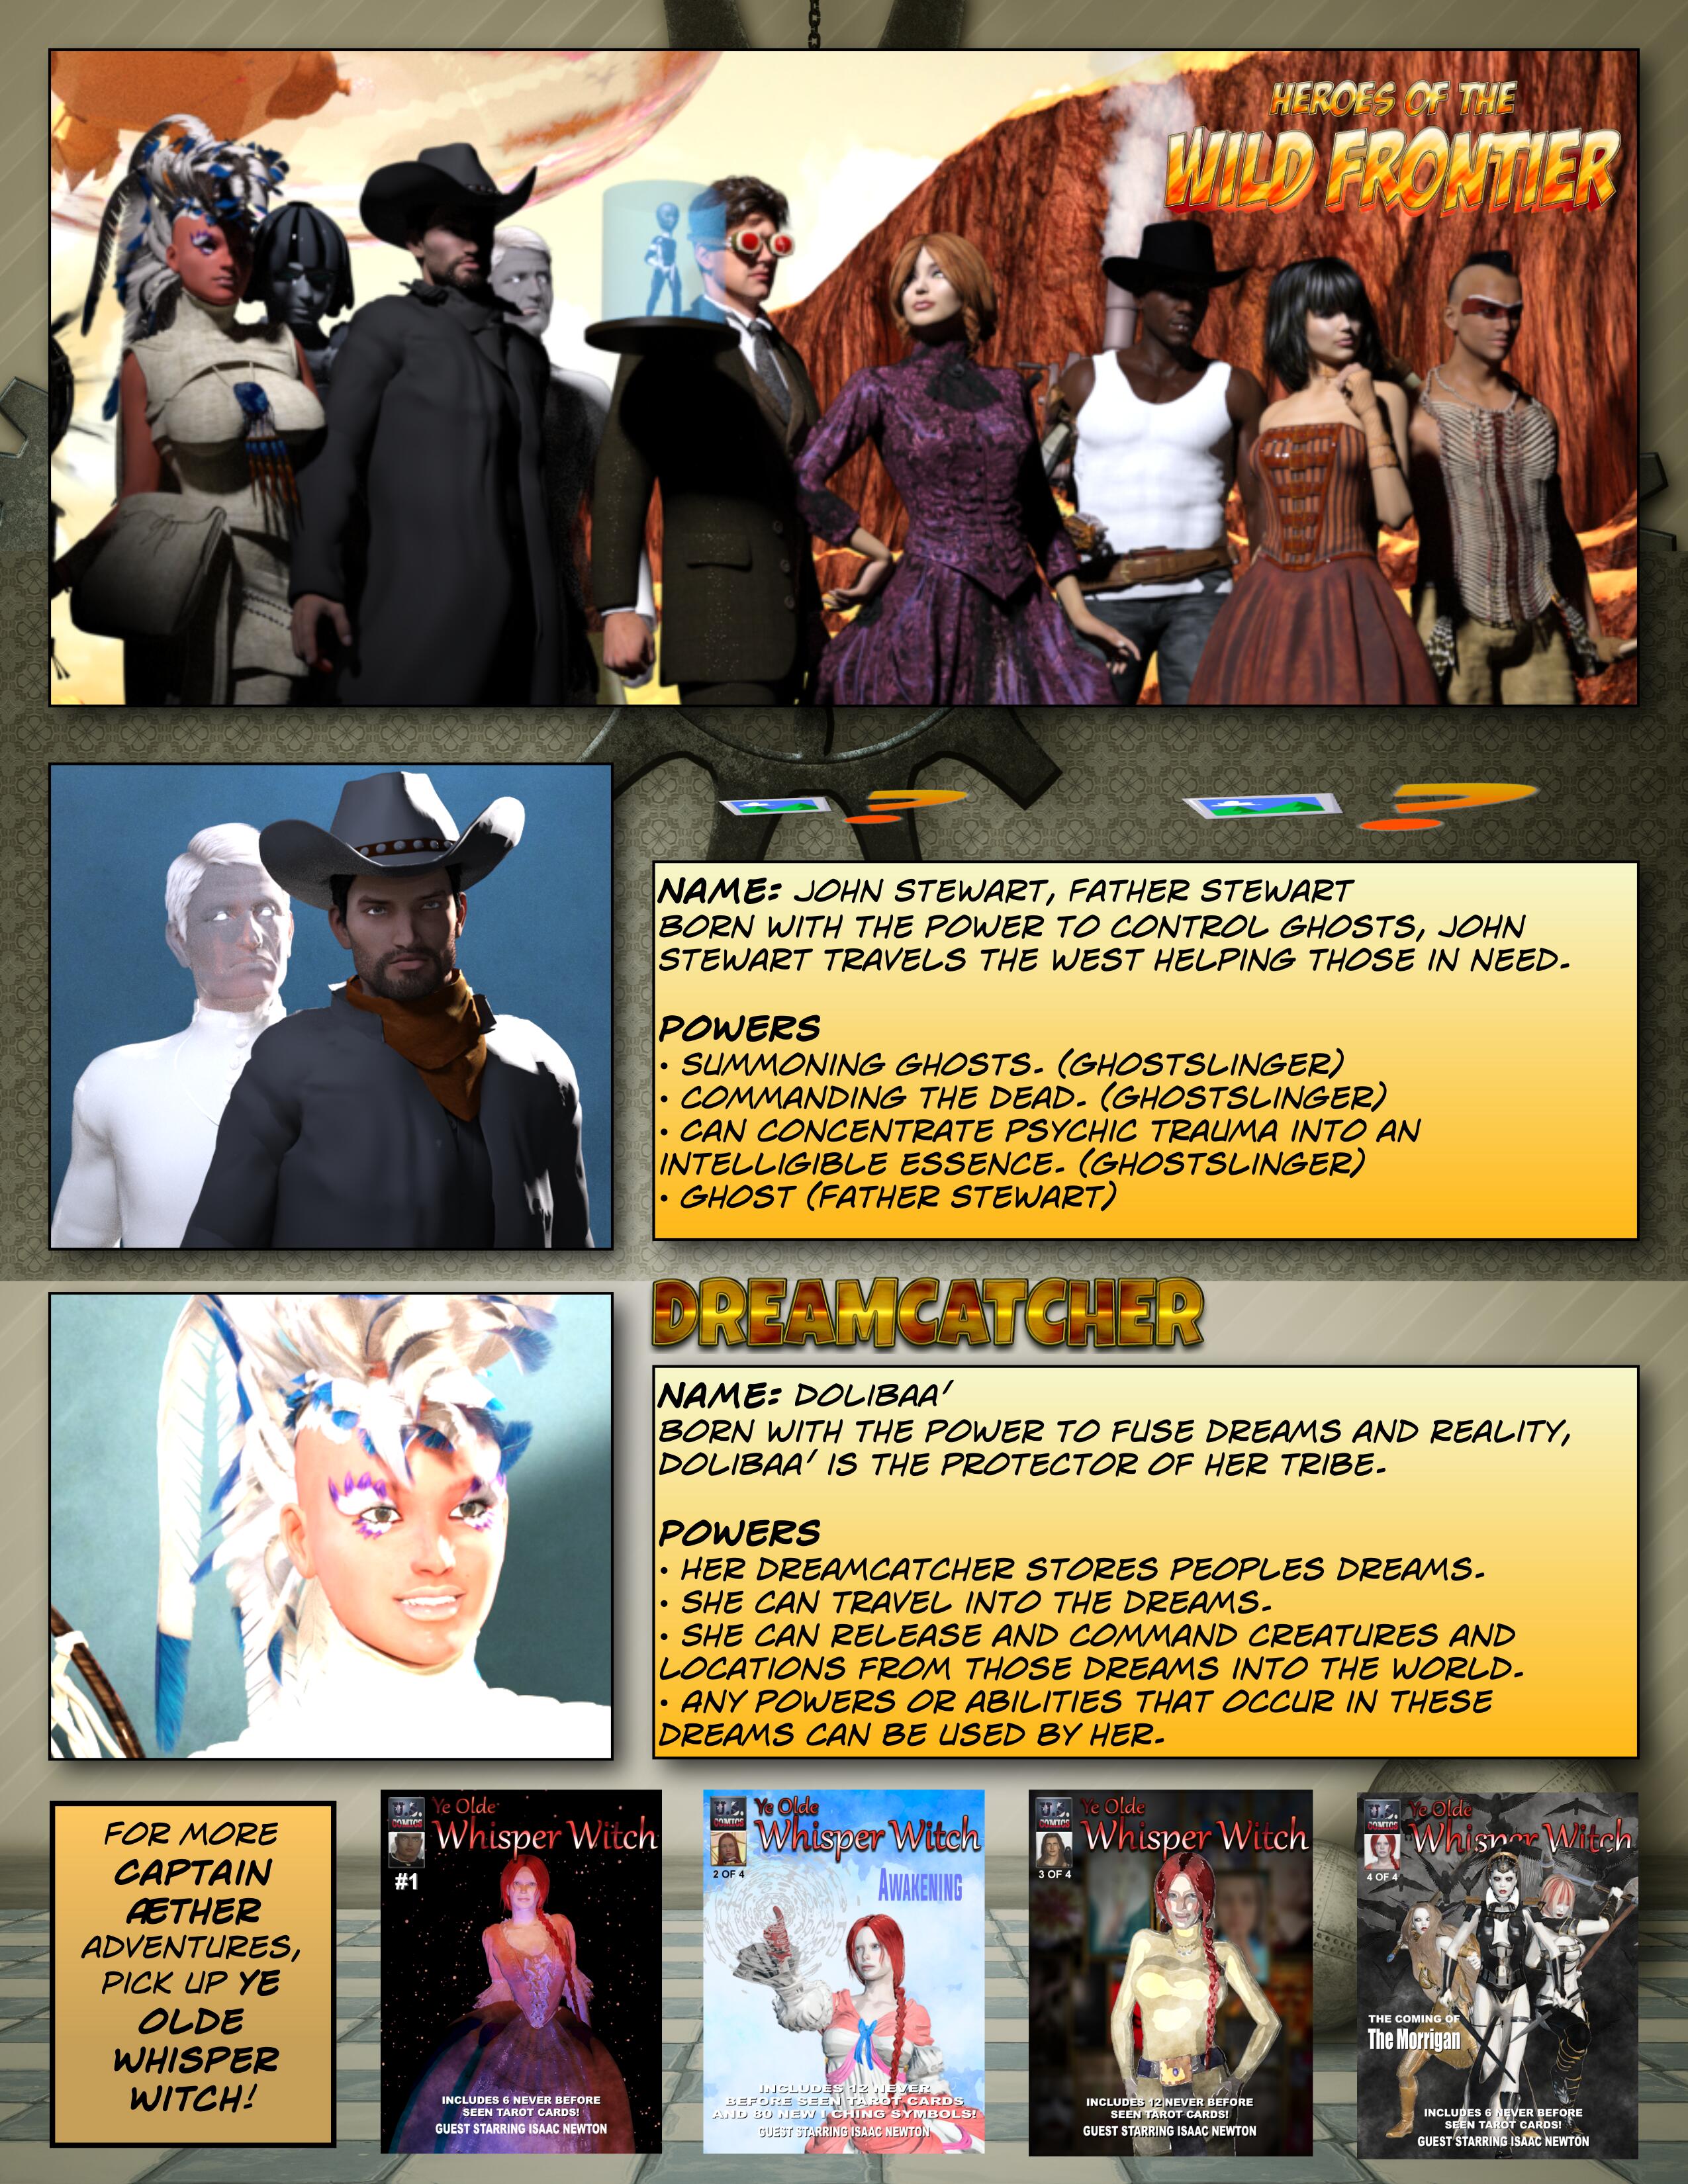 HEROES OF THE
WILD FRONTIER
NAME: JOHN STEWART, FATHER STEWART
BORN WITH THE POWER TO CONTROL GHOSTS, JOHN
STEWART TRAVELS THE WEST HELPING THOSE IN NEED.
POWERS
• SUMMONING GHOSTS. (GHOSTSLINGER)
• COMMANDING THE DEAD. (GHOSTSLINGER)
• CAN CONCENTRATE PSYCHIC TRAUMA INTO AN
INTELLIGIBLE ESSENCE. (GHOSTSLINGER)
• GHOST (FATHER STEWART)
DREAMCATCHER
NAME: DOLIBAA'
BORN WITH THE POWER TO FUSE DREAMS AND REALITY,
DOLIBAA' IS THE PROTECTOR OF HER TRIBE.
POWERS
• HER DREAMCATCHER STORES PEOPLES DREAMS.
• SHE CAN TRAVEL INTO THE DREAMS.
• SHE CAN RELEASE AND COMMAND CREATURES AND
LOCATIONS FROM THOSE DREAMS INTO THE WORLD.
• ANY POWERS OR ABILITIES THAT OCCUR IN THESE
DREAMS CAN BE USED BY HER.
FOR MORE
CAPTAIN
ÆTHER
ADVENTURES,
PICK UP YE
OLDE
WHISPER
WITCH!
U.S.
COMICS
Ye Olde
Whisper Witch
#1
INCLUDES 6 NEVER BEFORE
SEEN TAROT CARDS!
GUEST STARRING ISAAC NEWTON
U.S.
COMICS
Ye Olde
Whisper Witch
2 OF 4
AWAKENING
INCLUDES 12 NEVER
BEFORE SEEN TAROT CARDS
AND 80 NEW I CHING SYMBOLS!
GUEST STARRING ISAAC NEWTON
U.S.
COMICS
Ye Olde
Whisper Witch
3 OF 4
INCLUDES 12 NEVER BEFORE
SEEN TAROT CARDS!
GUEST STARRING ISAAC NEWTON
U.S.
COMICS
Ye Olde
Whisper Witch
4 OF 4
THE COMING OF
The Morrigan
INCLUDES 6 NEVER BEFORE
SEEN TAROT CARDS!
GUEST STARRING ISAAC NEWTON